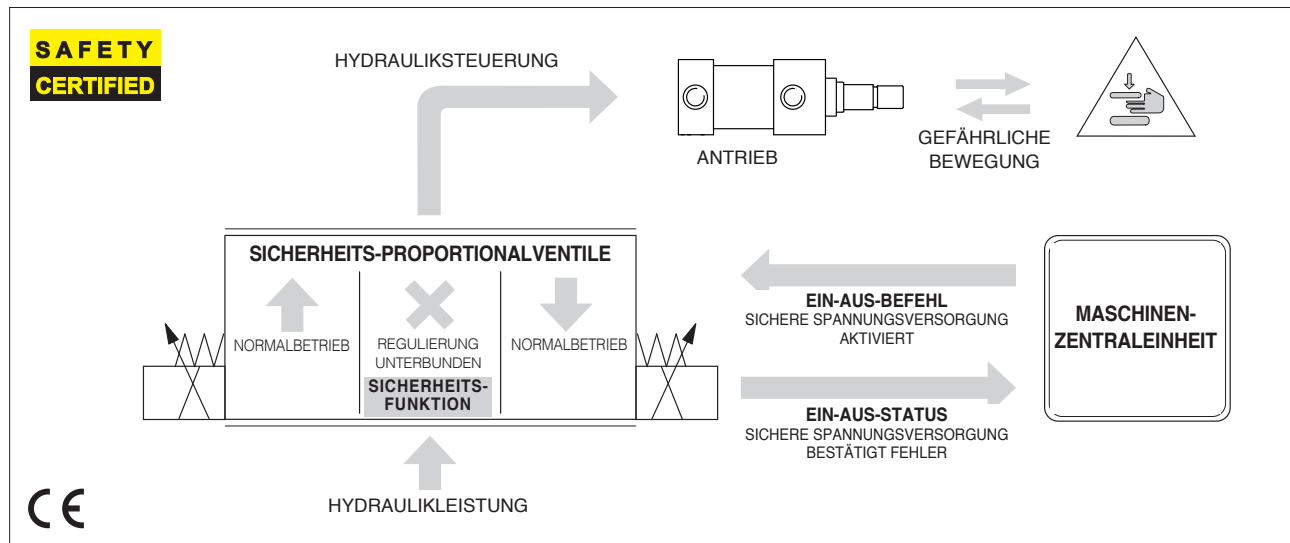 SAFETY
CERTIFIED
HYDRAULIKSTEUERUNG
ANTRIEB
GEFÄHRLICHE
BEWEGUNG
SICHERHEITS-PROPORTIONALVENTILE
NORMALBETRIEB
REGULIERUNG
UNTERBUNDEN
SICHERHEITS-
FUNKTION
NORMALBETRIEB
EIN-AUS-BEFEHL
SICHERE SPANNUNGSVERSORGUNG
AKTIVIERT
EIN-AUS-STATUS
SICHERE SPANNUNGSVERSORGUNG
BESTÄTIGT FEHLER
MASCHINEN-
ZENTRALEINHEIT
HYDRAULIKLEISTUNG
CE